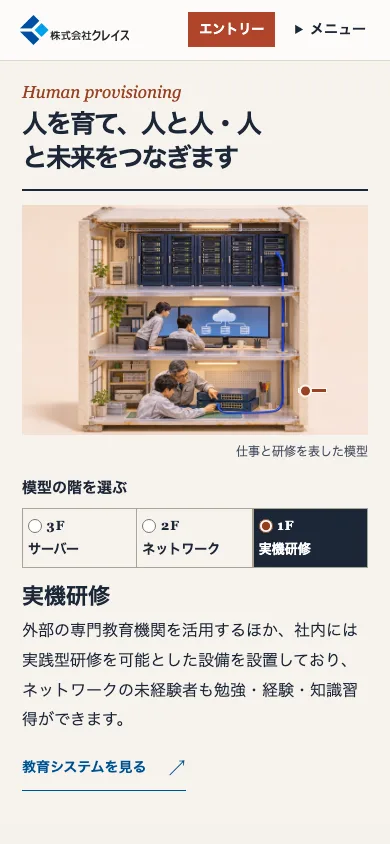 株式会社クレイス
エントリー
メニュー
Human provisioning
人を育て、人と人・人
と未来をつなぎます
仕事と研修を表した模型
模型の階を選ぶ
3F
サーバー
2F
ネットワーク
1F
実機研修
実機研修
外部の専門教育機関を活用するほか、社内には
実践型研修を可能とした設備を設置しており、
ネットワークの未経験者も勉強・経験・知識習
得ができます。
教育システムを見る